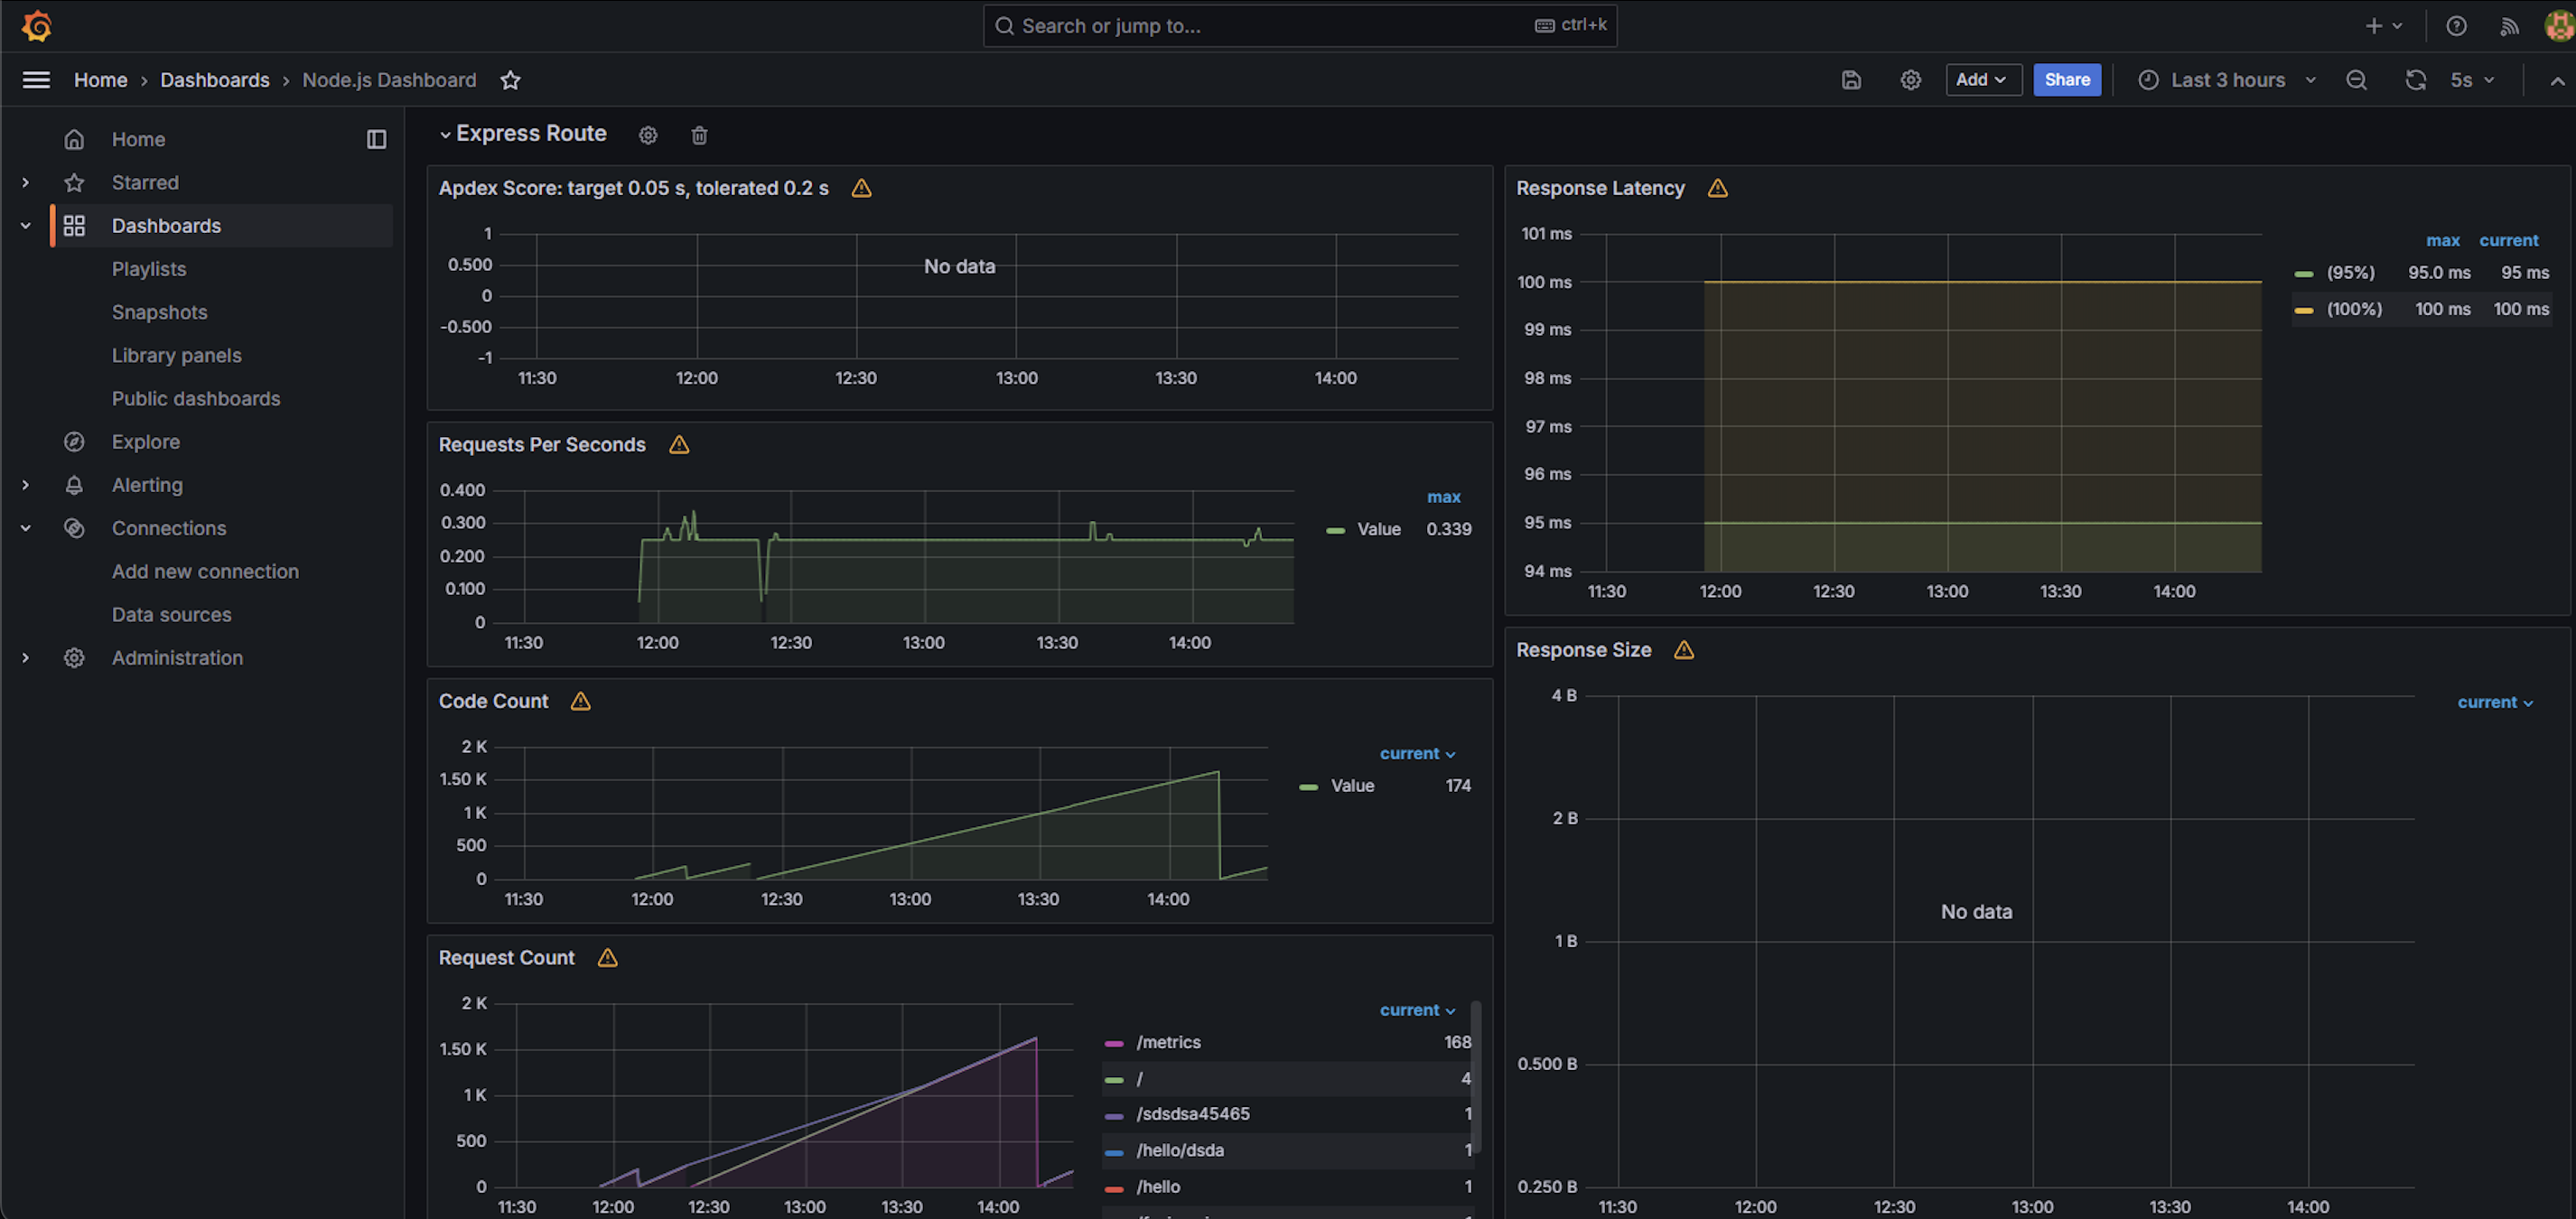 Search or jump to...
ctrl+k
Home › Dashboards › Node.js Dashboard
Add
Share
Last 3 hours
5s
Home
Starred
Dashboards
Playlists
Snapshots
Library panels
Public dashboards
Explore
Alerting
Connections
Add new connection
Data sources
Administration
Express Route
Apdex Score: target 0.05 s, tolerated 0.2 s
1
0.500
0
-0.500
-1
No data
11:30 12:00 12:30 13:00 13:30 14:00
Requests Per Seconds
0.400
0.300
0.200
0.100
0
11:30 12:00 12:30 13:00 13:30 14:00
max
Value 0.339
Code Count
2 K
1.50 K
1 K
500
0
11:30 12:00 12:30 13:00 13:30 14:00
current
Value 174
Request Count
2 K
1.50 K
1 K
500
0
11:30 12:00 12:30 13:00 13:30 14:00
current
/metrics 168
/ 4
/sdsdsa45465 1
/hello/dsda 1
/hello 1
Response Latency
101 ms
100 ms
99 ms
98 ms
97 ms
96 ms
95 ms
94 ms
11:30 12:00 12:30 13:00 13:30 14:00
max current
(95%) 95.0 ms 95 ms
(100%) 100 ms 100 ms
Response Size
4 B
2 B
1 B
0.500 B
0.250 B
No data
11:30 12:00 12:30 13:00 13:30 14:00
current